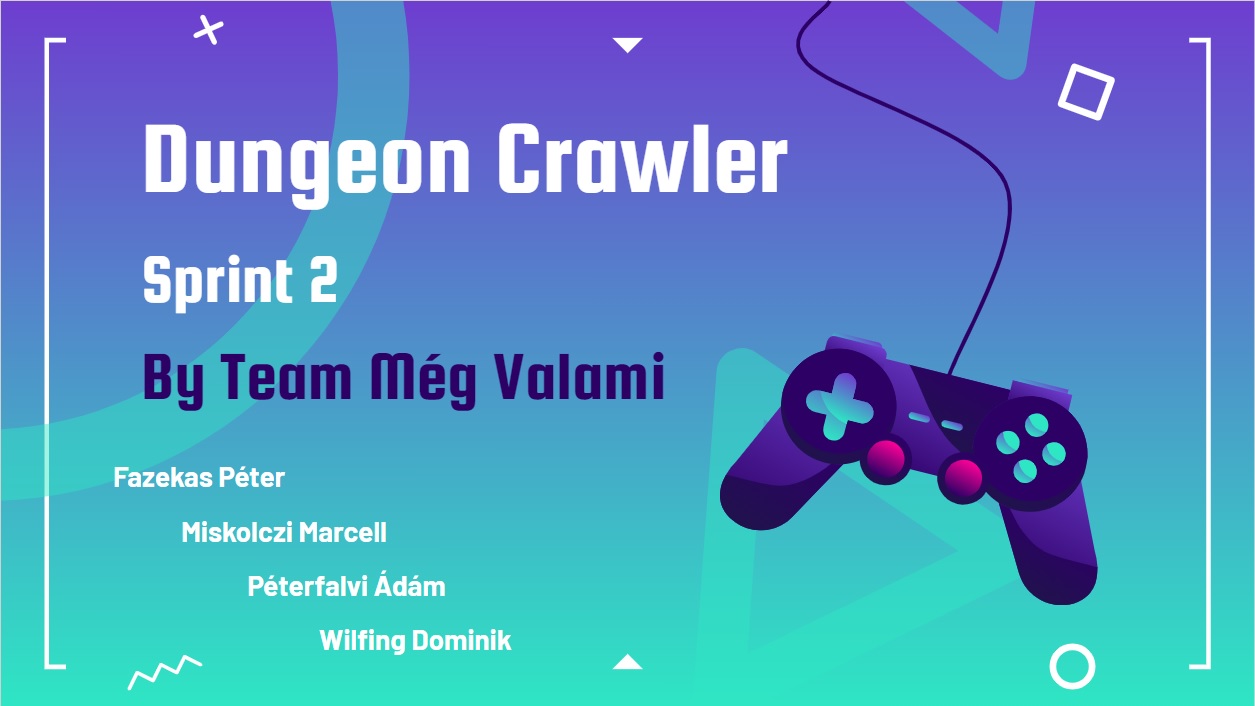 Dungeon Crawler
Sprint 2
By Team Még Valami
Fazekas Péter
Miskolczi Marcell
Péterfalvi Ádám
Wilfing Dominik